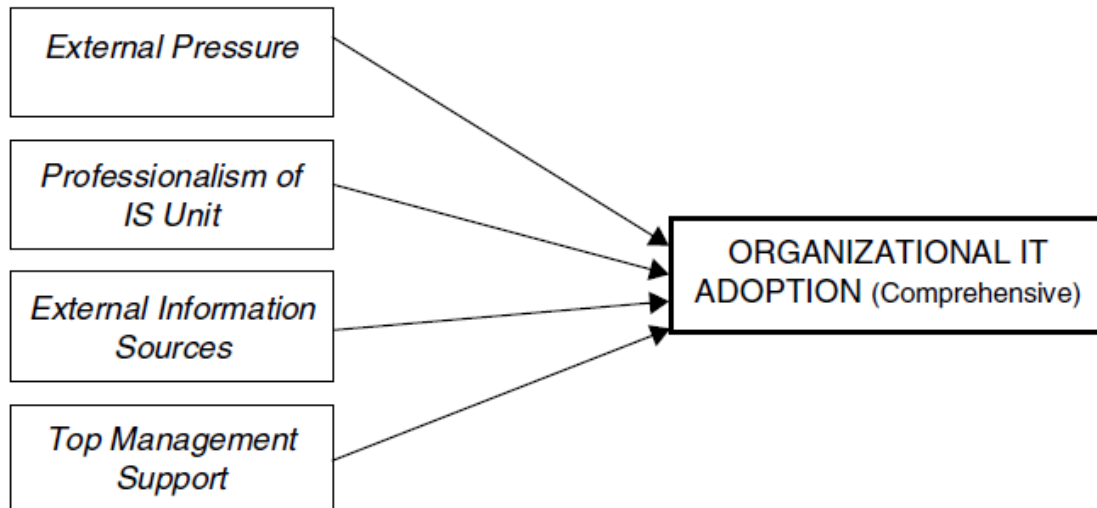 External Pressure
Professionalism of
IS Unit
External Information
Sources
Top Management
Support
ORGANIZATIONAL IT
ADOPTION (Comprehensive)